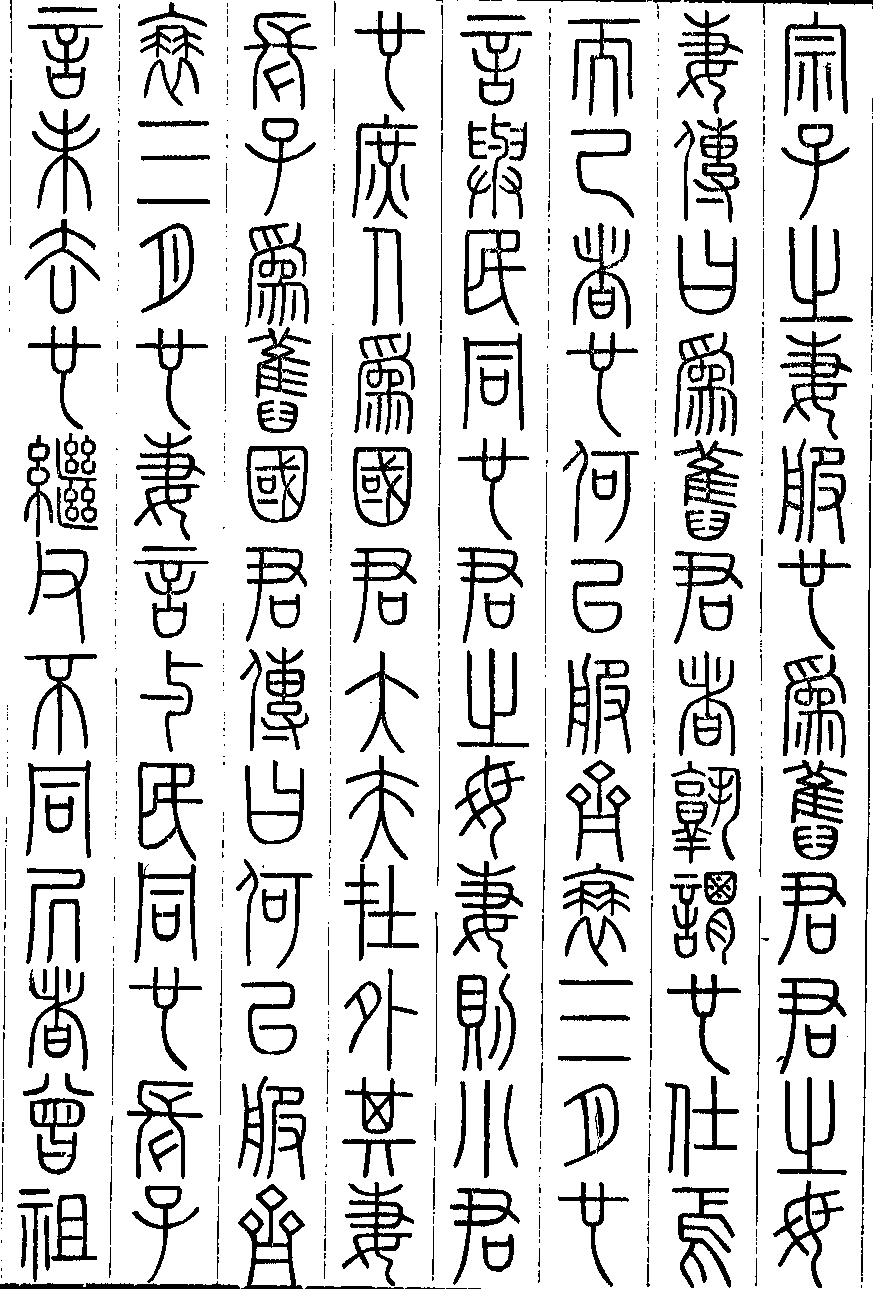 宗子之妻服也爲舊君君之母
妻傳曰爲舊君者孰謂也仕焉
而已者也何以服齊衰三月也
言與民同也君之母妻則小君
也庶人爲國君大夫在外其妻
長子爲舊國君傳曰何以服齊
衰三月也妻言与民同也長子
言未去也繼父不同居者曾祖